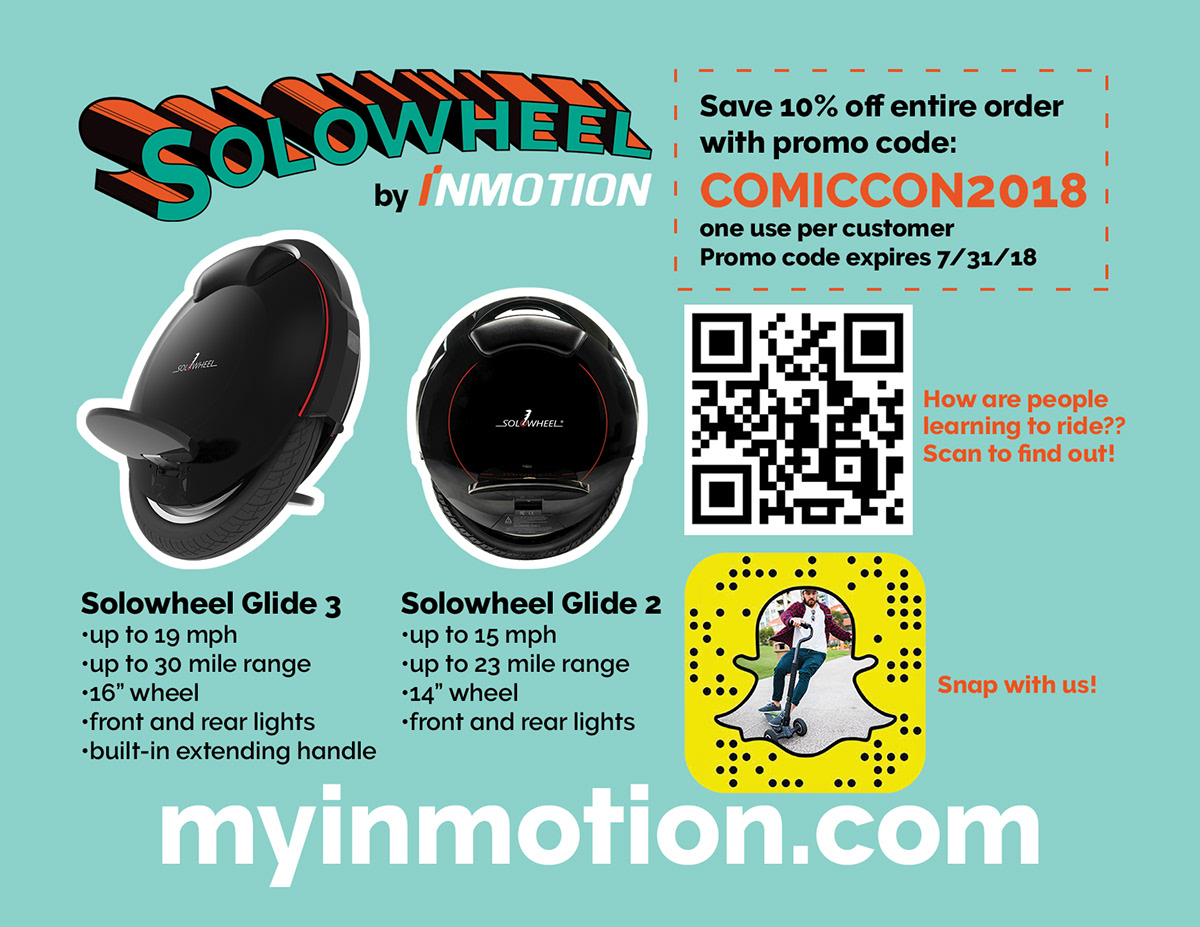 SOLOWHEEL
by INMOTION
Save 10% off entire order
with promo code:
COMICCON2018
one use per customer
Promo code expires 7/31/18
SOLOWHEEL
SOLOWHEEL®
How are people
learning to ride??
Scan to find out!
Solowheel Glide 3
•up to 19 mph
•up to 30 mile range
•16” wheel
•front and rear lights
•built-in extending handle
Solowheel Glide 2
•up to 15 mph
•up to 23 mile range
•14” wheel
•front and rear lights
Snap with us!
myinmotion.com